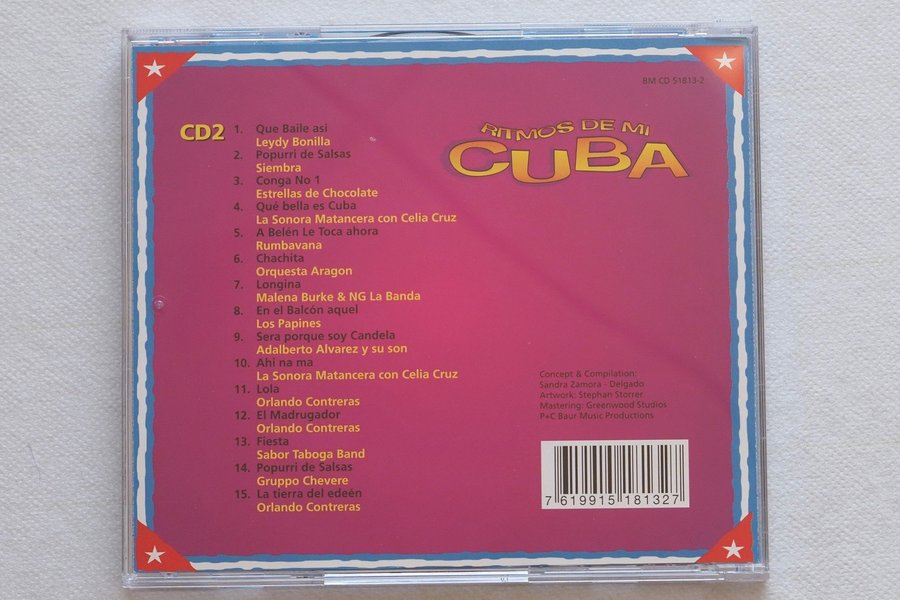 BM CD 51813-2
RITMOS DE MI
CUBA
CD2
1. Que Baile asi
Leydy Bonilla
2. Popurri de Salsas
Siembra
3. Conga No 1
Estrellas de Chocolate
4. Qué bella es Cuba
La Sonora Matancera con Celia Cruz
5. A Belén Le Toca ahora
Rumbavana
6. Chachita
Orquesta Aragon
7. Longina
Malena Burke & NG La Banda
8. En el Balcón aquel
Los Papines
9. Sera porque soy Candela
Adalberto Alvarez y su son
10. Ahi na ma
La Sonora Matancera con Celia Cruz
11. Lola
Orlando Contreras
12. El Madrugador
Orlando Contreras
13. Fiesta
Sabor Taboga Band
14. Popurri de Salsas
Gruppo Chevere
15. La tierra del edeèn
Orlando Contreras
Concept & Compilation:
Sandra Zamora - Delgado
Artwork: Stephan Storrer
Mastering: Greenwood Studios
P+C Baur Music Productions
7 619915 181327